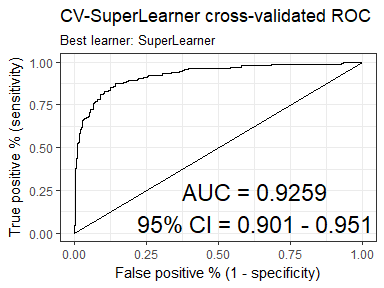 CV-SuperLearner cross-validated ROC
Best learner: SuperLearner
True positive % (sensitivity)
1.00
0.75
0.50
0.25
0.00
AUC = 0.9259
95% CI = 0.901 - 0.951
0.00 0.25 0.50 0.75 1.00
False positive % (1 - specificity)